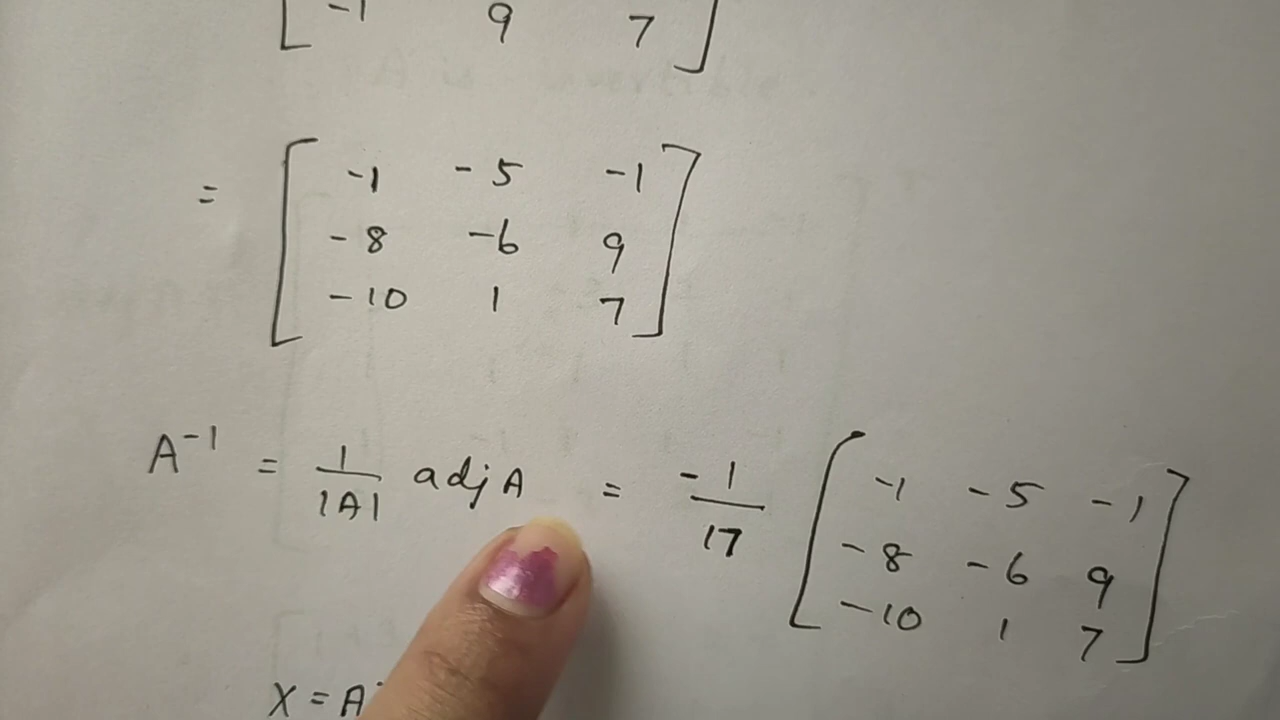 -1 9 7
= -1 -5 -1
-8 -6 9
-10 1 7
A⁻¹ = 1/|A| adj A = -1/17 [-1 -5 -1
-8 -6 9
-10 1 7]
X = A